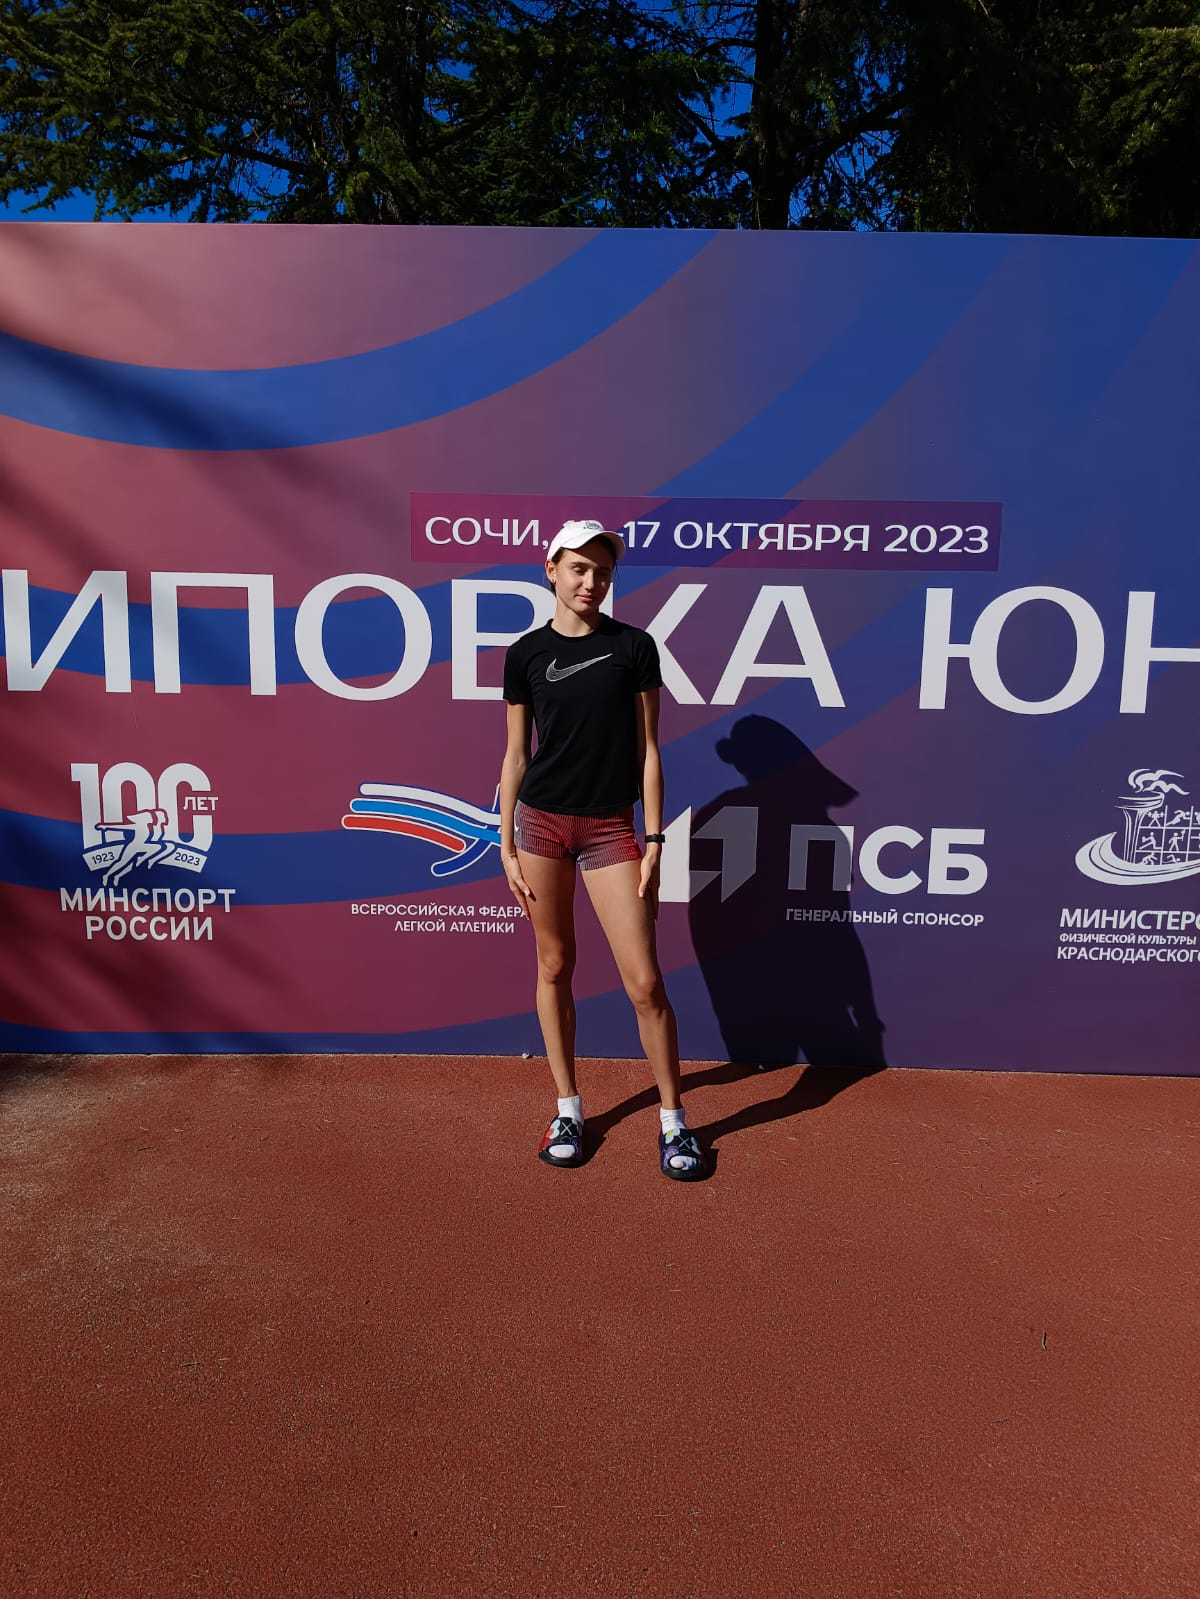 СОЧИ, -17 ОКТЯБРЯ 2023
ИПОВКА ЮН
100 ЛЕТ
1923 2023
МИНСПОРТ
РОССИИ
ВСЕРОССИЙСКАЯ ФЕДЕРА
ЛЕГКОЙ АТЛЕТИКИ
ПСБ
ГЕНЕРАЛЬНЫЙ СПОНСОР
МИНИСТЕРС
ФИЗИЧЕСКОЙ КУЛЬТУРЫ
КРАСНОДАРСКОГО